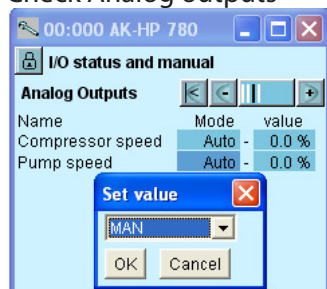 Check Analog outputs
00:000 AK-HP 780
I/O status and manual
Analog Outputs
Name Mode value
Compressor speed Auto - 0.0 %
Pump speed Auto - 0.0 %
Set value
MAN
OK Cancel